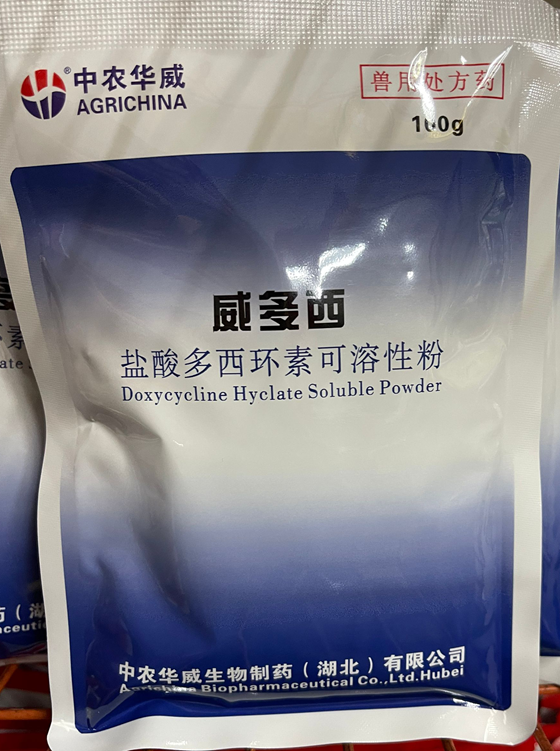 中农华威
AGRICHINA
兽用处方药
100g
威多西
盐酸多西环素可溶性粉
Doxycycline Hyclate Soluble Powder
中农华威生物制药（湖北）有限公司
Agrichina Biopharmaceutical Co.,Ltd.Hubei